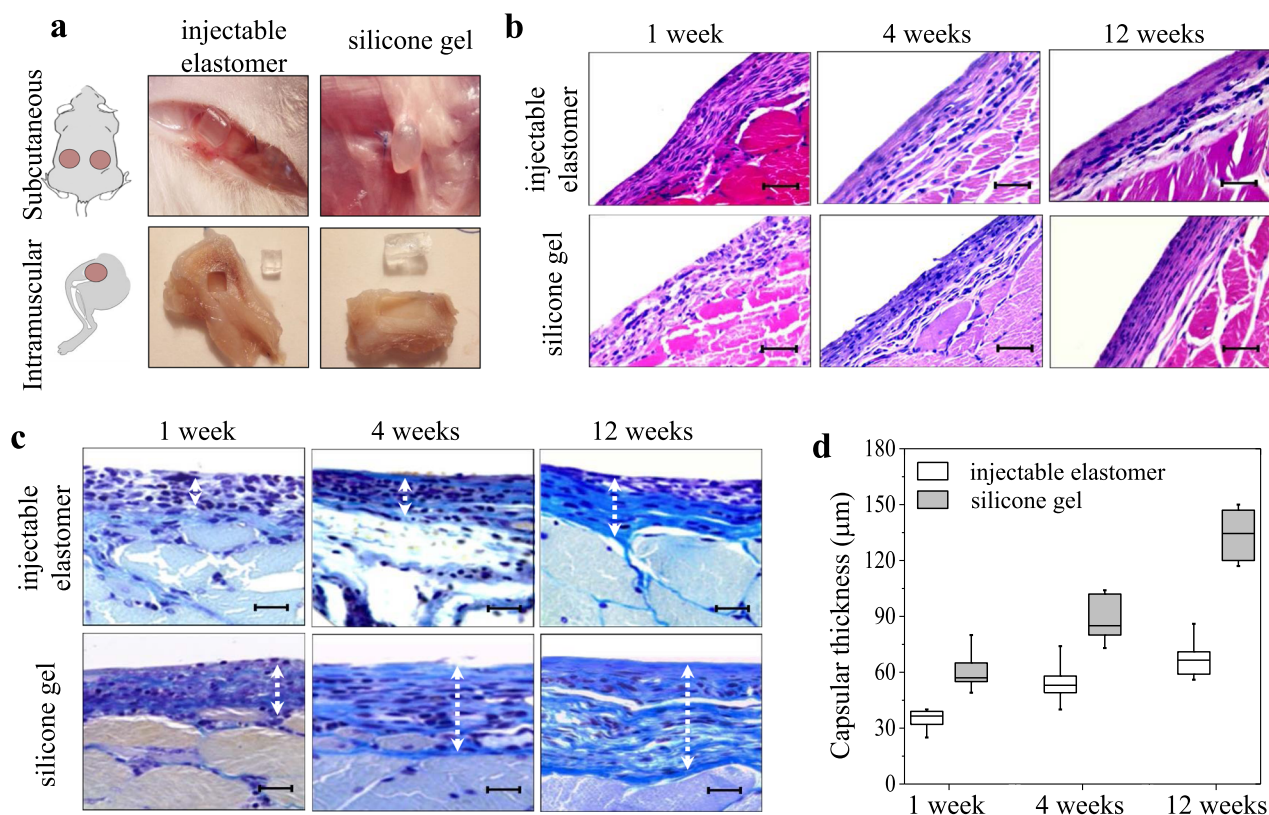 a
injectable
elastomer
silicone gel
Subcutaneous
Intramuscular
b
1 week
4 weeks
12 weeks
injectable
elastomer
silicone gel
c
1 week
4 weeks
12 weeks
injectable
elastomer
silicone gel
d
180
150
120
90
60
30
0
Capsular thickness (μm)
injectable elastomer
silicone gel
1 week
4 weeks
12 weeks